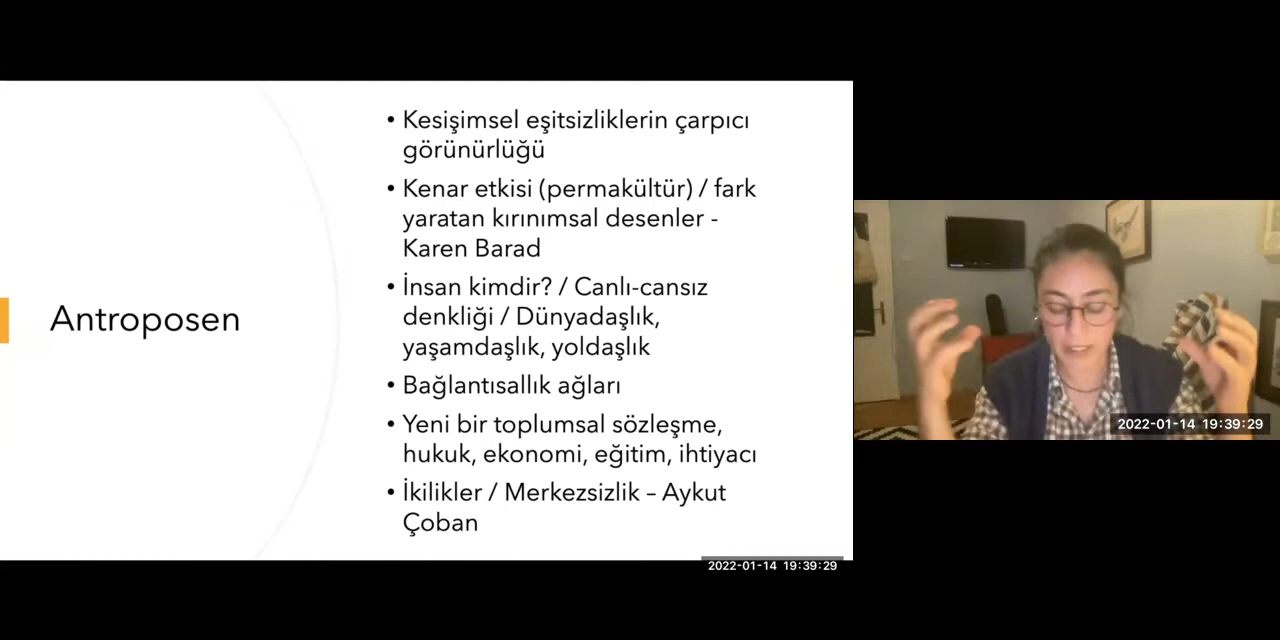 Antroposen
• Kesişimsel eşitsizliklerin çarpıcı
görünürlüğü
• Kenar etkisi (permakültür) / fark
yaratan kırınımsal desenler -
Karen Barad
• İnsan kimdir? / Canlı-cansız
denkliği / Dünyadaşlık,
yaşamdaşlık, yoldaşlık
• Bağlantısallık ağları
• Yeni bir toplumsal sözleşme,
hukuk, ekonomi, eğitim, ihtiyacı
• İkilikler / Merkezsizlik – Aykut
Çoban
2022-01-14 19:39:29
2022-01-14 19:39:29